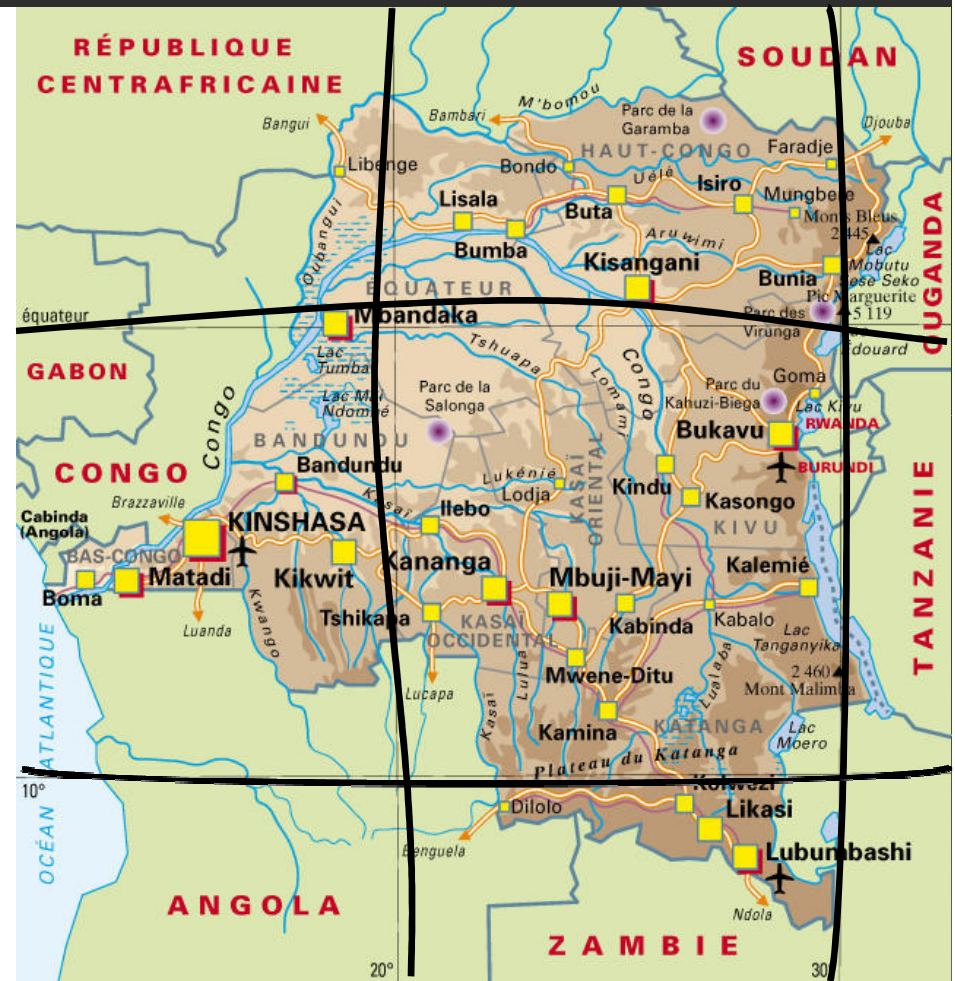 RÉPUBLIQUE
CENTRAFRICAINE
SOUDAN
M'bomou
Bambari
Bangui
Parc de la
Garamba
Djouba
HAUT-CONGO
Faradje
Libenge
Bondo
Uélé
Isiro
Mungbere
Lisala
Buta
Monts Bleus
2 445
Oubangui
Bumba
Aruwimi
Kisangani
Lac
Mobutu
Sese Seko
Bunia
OUGANDA
ÉQUATEUR
Pic Marguerite
5 119
équateur
Mbandaka
Parc des
Virunga
Édouard
Lac
Tumba
Tshuapa
Congo
GABON
Lomami
Parc de la
Salonga
Goma
Parc du
Kahuzi-Biega
Lac Kivu
Lac Maï
Ndombé
Congo
RWANDA
BANDUNDU
Bukavu
CONGO
Bandundu
BURUNDI
Lukénié
KASAÏ
ORIENTAL
Kindu
Lodja
Kasaï
Brazzaville
Ilebo
Kasongo
Cabinda
(Angola)
KINSHASA
KIVU
TANZANIE
BAS-CONGO
Matadi
Kikwit
Kananga
Mbuji-Mayi
Kalemié
Boma
Luanda
Kwango
Tshikapa
KASAI
OCCIDENTAL
Kabinda
Kabalo
Lac
Tanganyika
Lulua
Mwene-Ditu
Lualaba
2 460
Mont Malimba
Lucapa
Kasaï
Kamina
KATANGA
Lac
Moero
Plateau du Katanga
OCÉAN ATLANTIQUE
10°
Kolwezi
Dilolo
Likasi
Benguela
Lubumbashi
ANGOLA
Ndola
ZAMBIE
20°
30